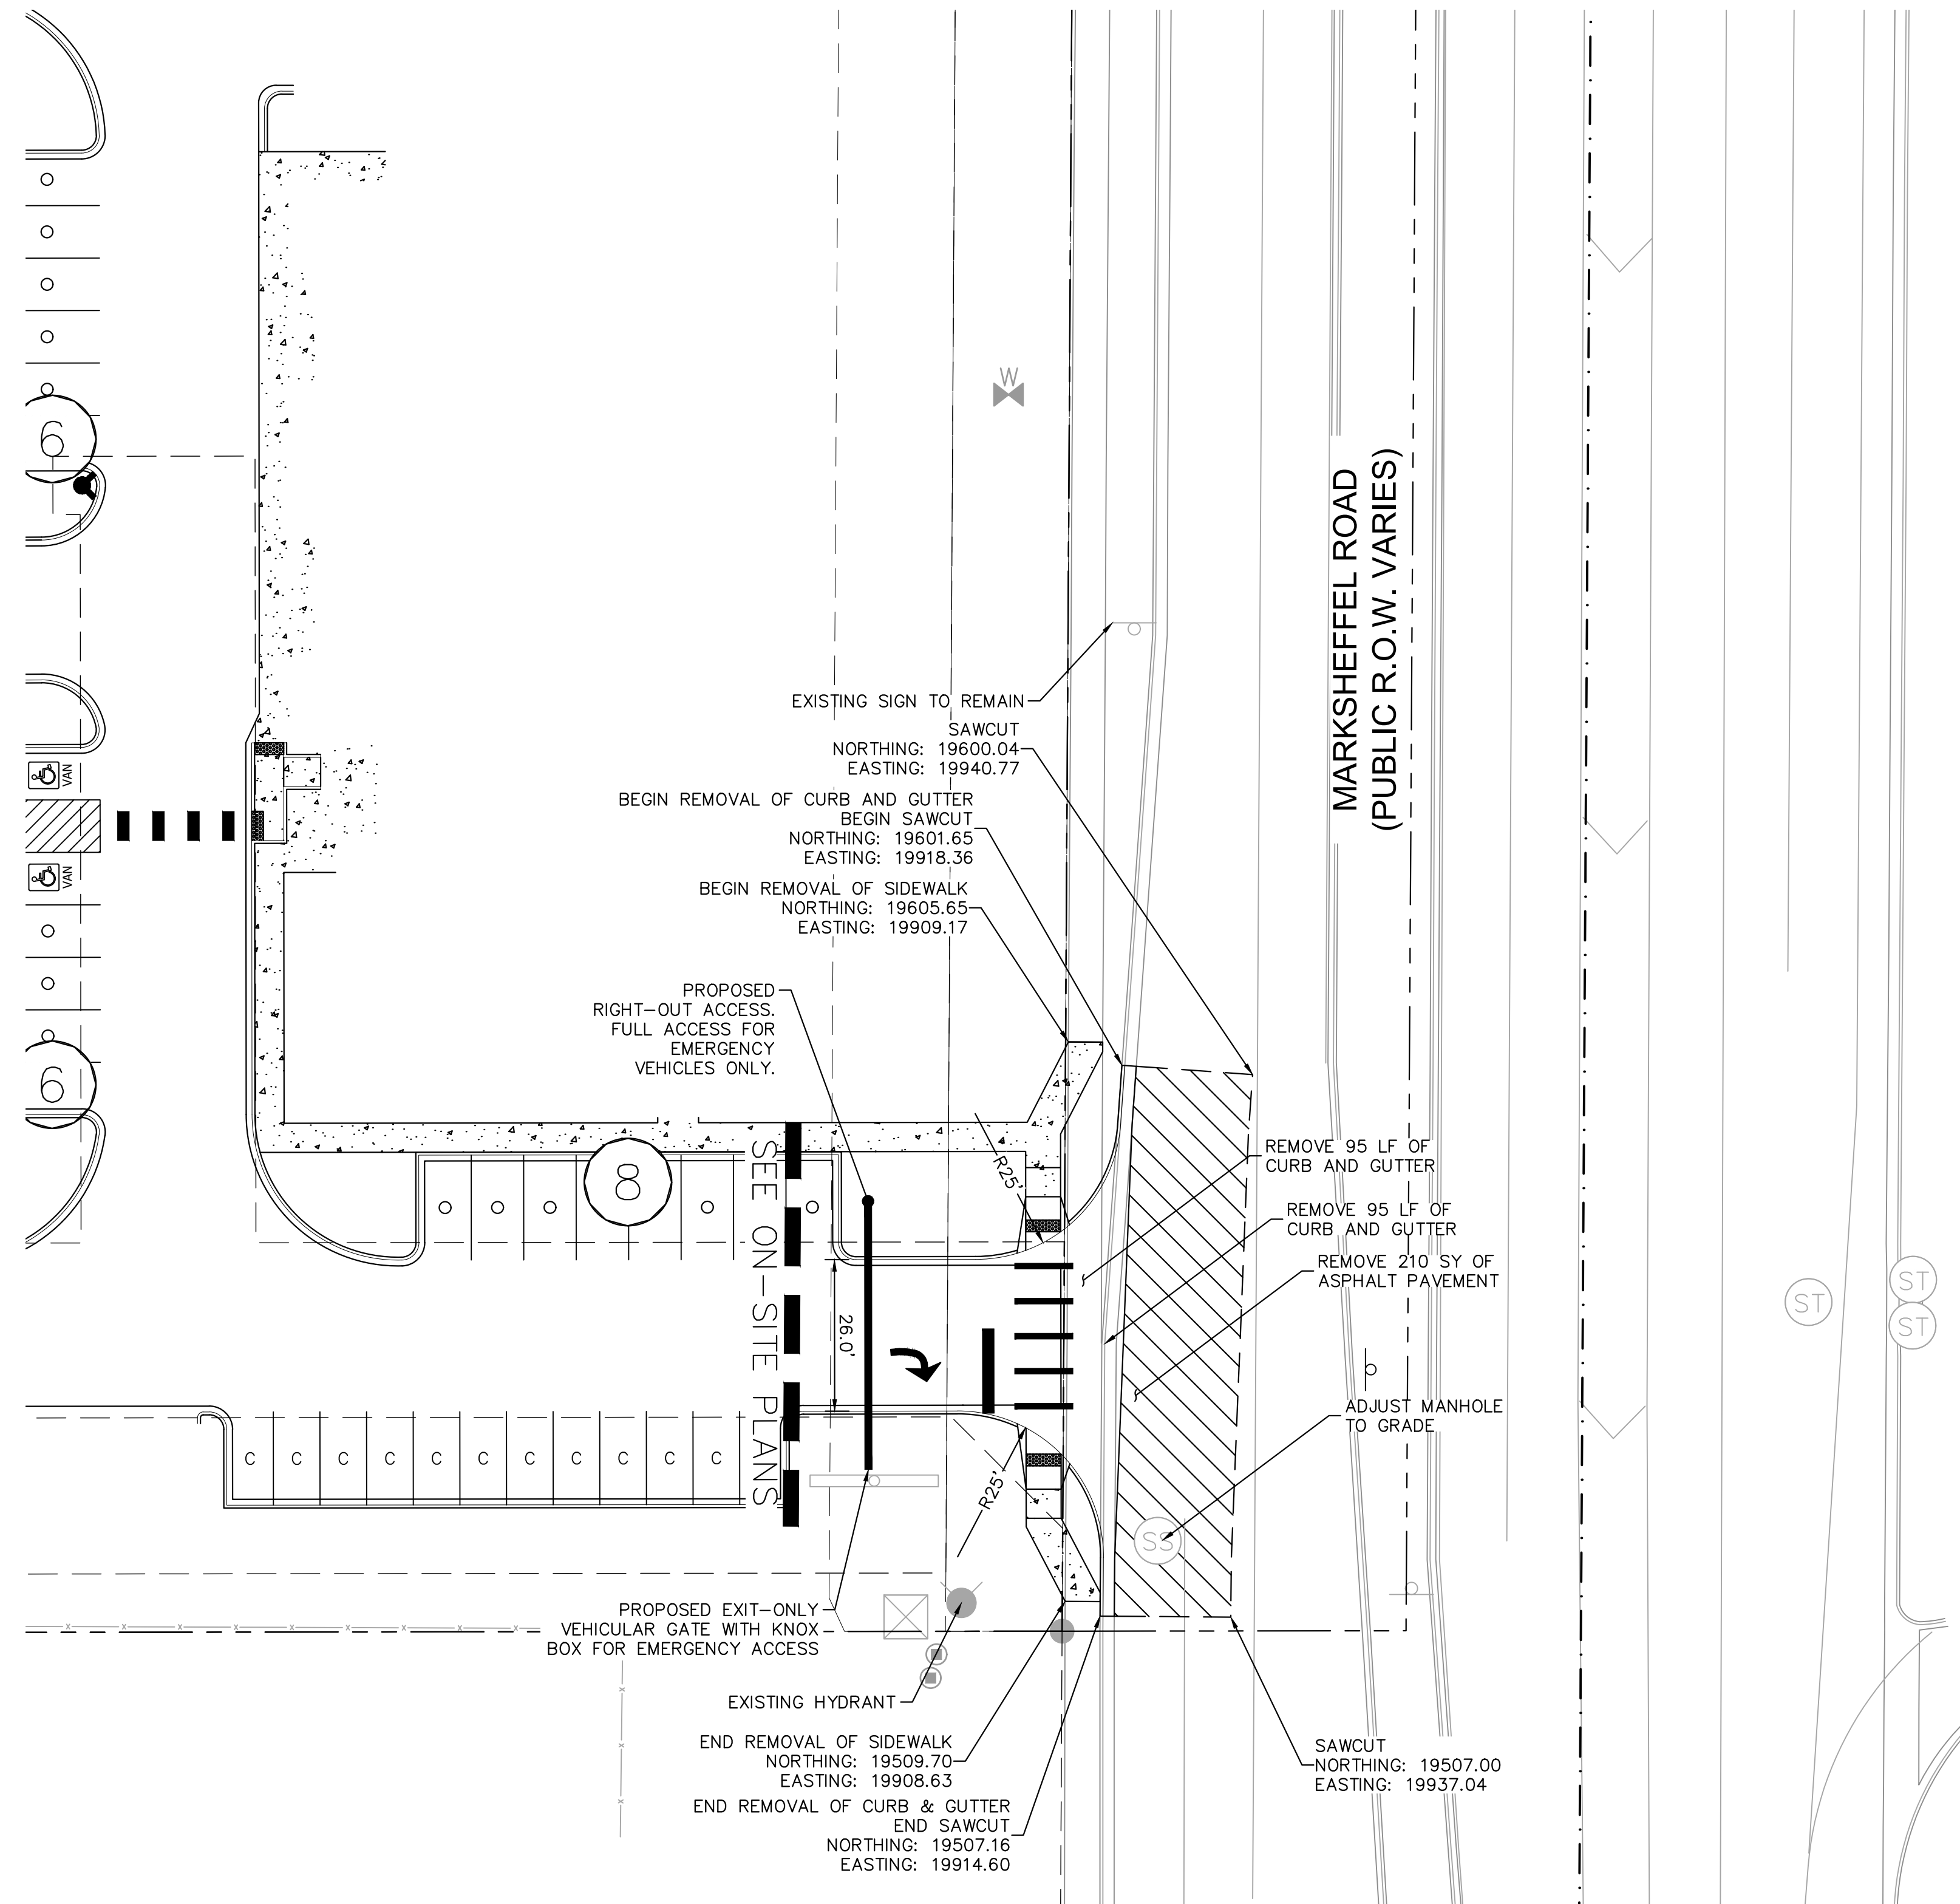 MARKSHEFFEL ROAD
(PUBLIC R.O.W. VARIES)
W
6
VAN
VAN
6
EXISTING SIGN TO REMAIN
SAWCUT
NORTHING: 19600.04
EASTING: 19940.77
BEGIN REMOVAL OF CURB AND GUTTER
BEGIN SAWCUT
NORTHING: 19601.65
EASTING: 19918.36
BEGIN REMOVAL OF SIDEWALK
NORTHING: 19605.65
EASTING: 19909.17
PROPOSED
RIGHT-OUT ACCESS.
FULL ACCESS FOR
EMERGENCY
VEHICLES ONLY.
8
SEE ON-SITE PLANS
R25'
26.0'
REMOVE 95 LF OF
CURB AND GUTTER
REMOVE 95 LF OF
CURB AND GUTTER
REMOVE 210 SY OF
ASPHALT PAVEMENT
ST
ST
ST
ADJUST MANHOLE
TO GRADE
C C C C C C C C C C C
R25'
SS
PROPOSED EXIT-ONLY
VEHICULAR GATE WITH KNOX
BOX FOR EMERGENCY ACCESS
EXISTING HYDRANT
END REMOVAL OF SIDEWALK
NORTHING: 19509.70
EASTING: 19908.63
END REMOVAL OF CURB & GUTTER
END SAWCUT
NORTHING: 19507.16
EASTING: 19914.60
SAWCUT
NORTHING: 19507.00
EASTING: 19937.04